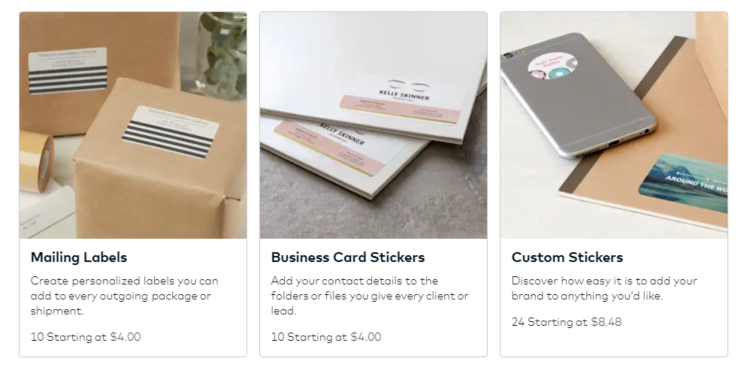 KELLY SKINNER
KELLY SKINNER
AROUND THE WO
Mailing Labels
Create personalized labels you can
add to every outgoing package or
shipment.
10 Starting at $4.00
Business Card Stickers
Add your contact details to the
folders or files you give every client or
lead.
10 Starting at $4.00
Custom Stickers
Discover how easy it is to add your
brand to anything you'd like.
24 Starting at $8.48